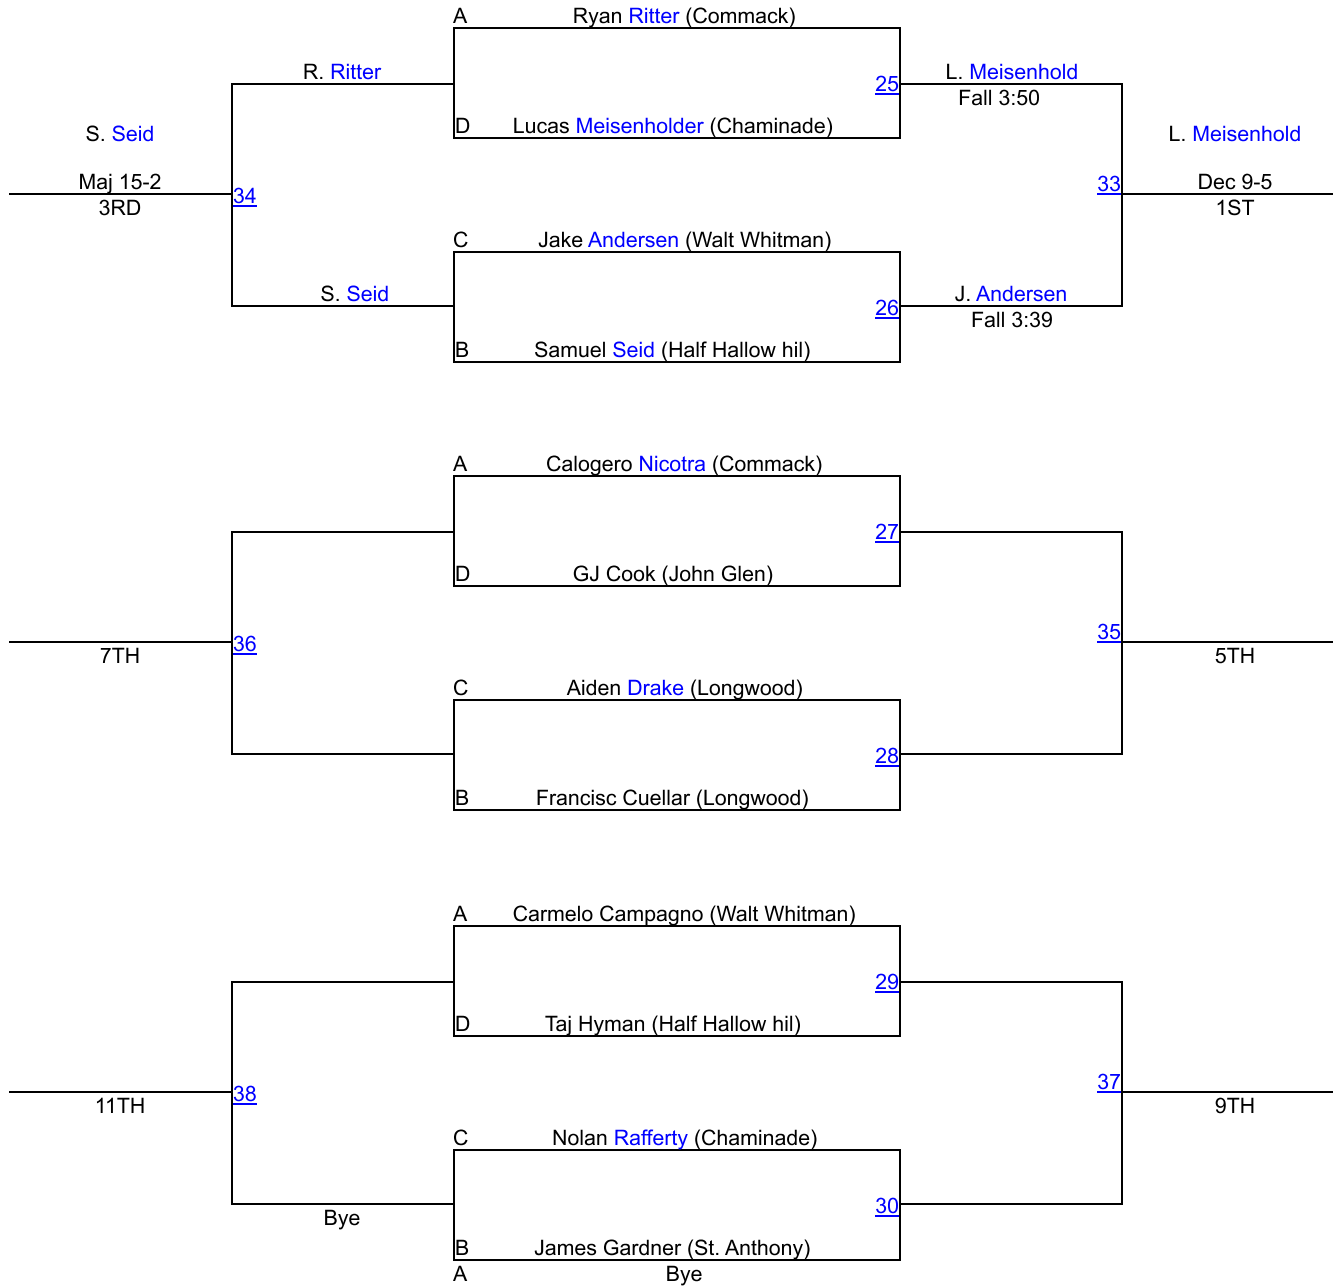 A Ryan Ritter (Commack)
R. Ritter
25
L. Meisenhold
Fall 3:50
D Lucas Meisenholder (Chaminade)
S. Seid
Maj 15-2
3RD
34
33
L. Meisenhold
Dec 9-5
1ST
C Jake Andersen (Walt Whitman)
S. Seid
26
J. Andersen
Fall 3:39
B Samuel Seid (Half Hallow hil)
A Calogero Nicotra (Commack)
27
D GJ Cook (John Glen)
7TH
36
35
5TH
C Aiden Drake (Longwood)
28
B Francisc Cuellar (Longwood)
A Carmelo Campagno (Walt Whitman)
29
D Taj Hyman (Half Hallow hil)
11TH
38
37
9TH
C Nolan Rafferty (Chaminade)
Bye
30
B James Gardner (St. Anthony)
A Bye